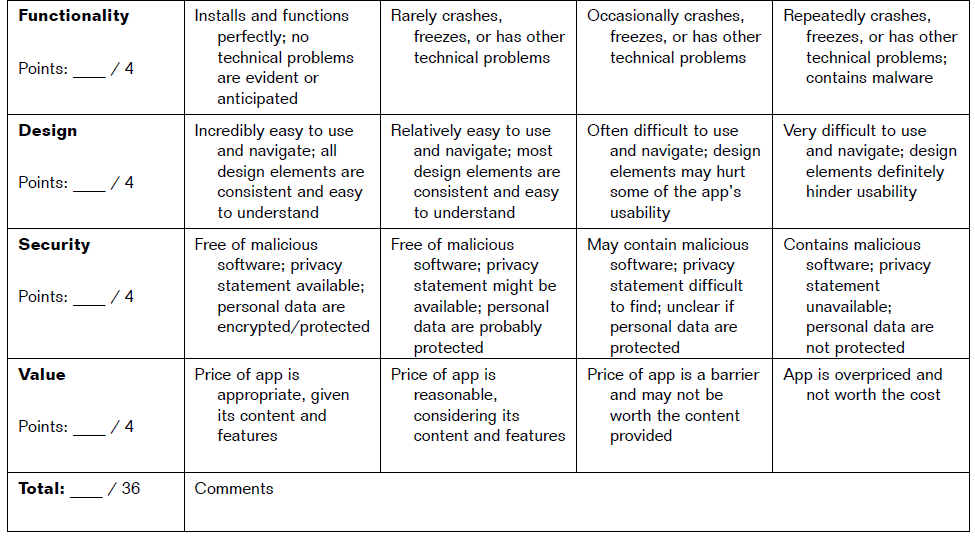 Functionality
Points: ____ / 4
Installs and functions
perfectly; no
technical problems
are evident or
anticipated
Rarely crashes,
freezes, or has other
technical problems
Occasionally crashes,
freezes, or has other
technical problems
Repeatedly crashes,
freezes, or has other
technical problems;
contains malware
Design
Points: ____ / 4
Incredibly easy to use
and navigate; all
design elements are
consistent and easy
to understand
Relatively easy to use
and navigate; most
design elements are
consistent and easy
to understand
Often difficult to use
and navigate; design
elements may hurt
some of the app's
usability
Very difficult to use
and navigate; design
elements definitely
hinder usability
Security
Points: ____ / 4
Free of malicious
software; privacy
statement available;
personal data are
encrypted/protected
Free of malicious
software; privacy
statement might be
available; personal
data are probably
protected
May contain malicious
software; privacy
statement difficult
to find; unclear if
personal data are
protected
Contains malicious
software; privacy
statement
unavailable;
personal data are
not protected
Value
Points: ____ / 4
Price of app is
appropriate, given
its content and
features
Price of app is
reasonable,
considering its
content and features
Price of app is a barrier
and may not be
worth the content
provided
App is overpriced and
not worth the cost
Total: ____ / 36
Comments